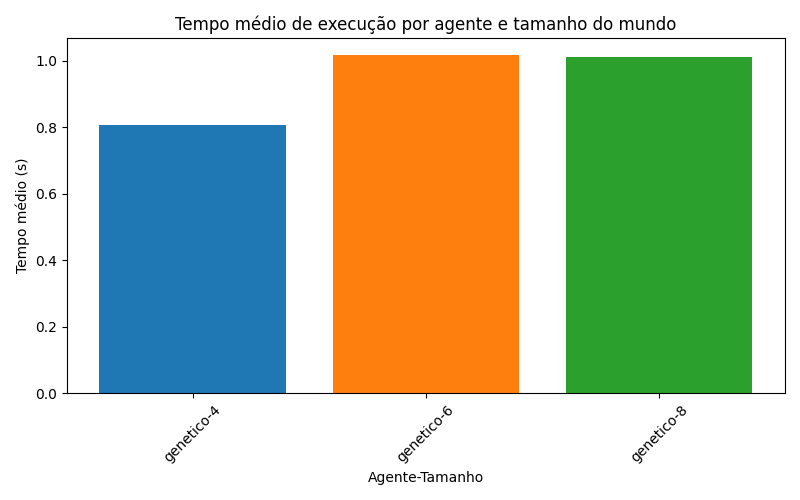 Tempo médio de execução por agente e tamanho do mundo
Tempo médio (s)
1.0
0.8
0.6
0.4
0.2
0.0
genetico-4
genetico-6
genetico-8
Agente-Tamanho